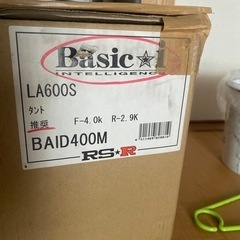 Basic☆i
INTELLIGENCE
LA600S
タント
推奨 F-4.0k R-2.9K
BAID400M
RS★R